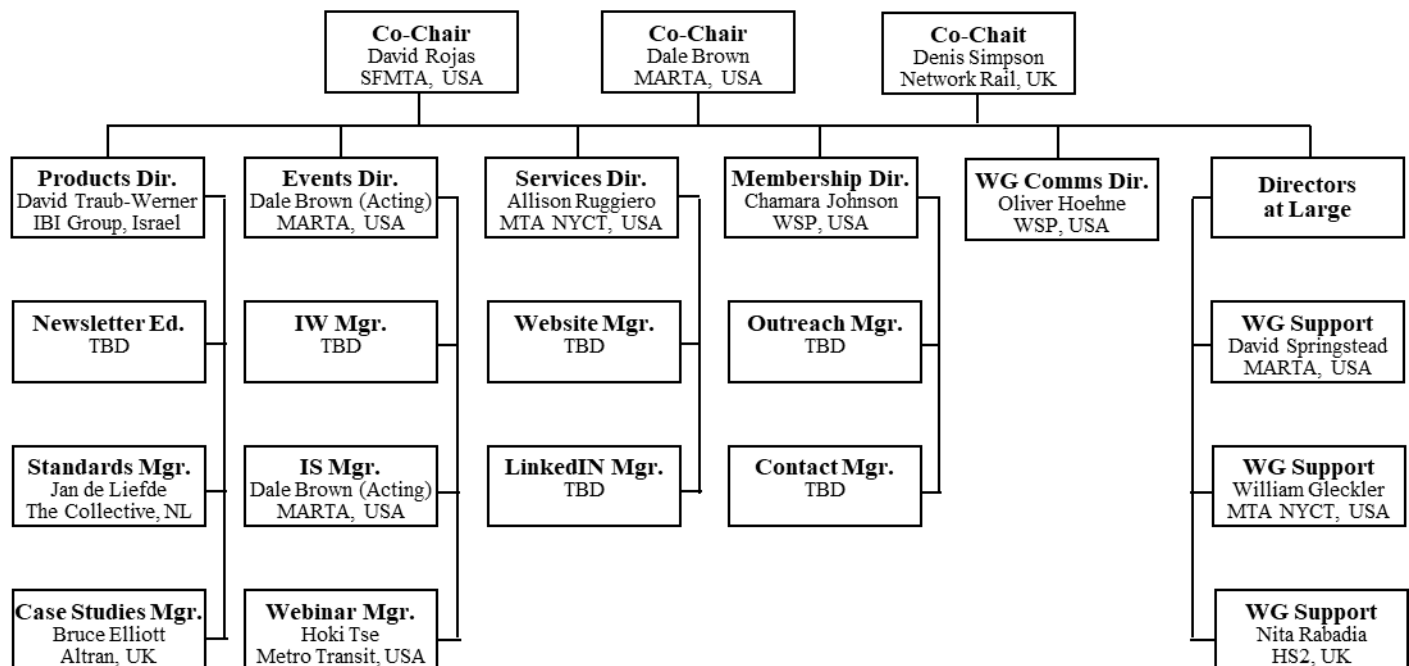 Co-Chair
David Rojas
SFMTA, USA
Co-Chair
Dale Brown
MARTA, USA
Co-Chait
Denis Simpson
Network Rail, UK
Products Dir.
David Traub-Werner
IBI Group, Israel
Events Dir.
Dale Brown (Acting)
MARTA, USA
Services Dir.
Allison Ruggiero
MTA NYCT, USA
Membership Dir.
Chamara Johnson
WSP, USA
WG Comms Dir.
Oliver Hoehne
WSP, USA
Directors
at Large
Newsletter Ed.
TBD
IW Mgr.
TBD
Website Mgr.
TBD
Outreach Mgr.
TBD
WG Support
David Springstead
MARTA, USA
Standards Mgr.
Jan de Liefde
The Collective, NL
IS Mgr.
Dale Brown (Acting)
MARTA, USA
LinkedIN Mgr.
TBD
Contact Mgr.
TBD
WG Support
William Gleckler
MTA NYCT, USA
Case Studies Mgr.
Bruce Elliott
Altran, UK
Webinar Mgr.
Hoki Tse
Metro Transit, USA
WG Support
Nita Rabadia
HS2, UK